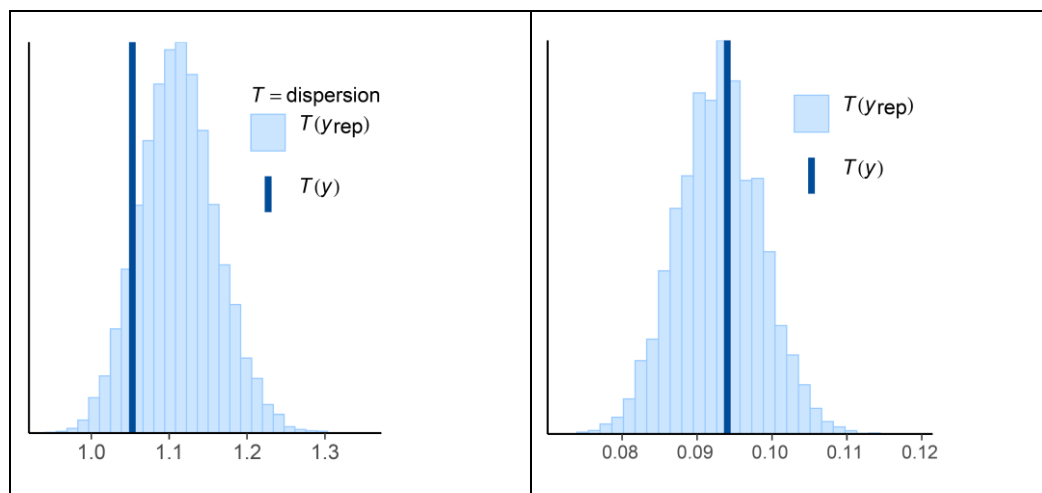 T = dispersion
T(yrep)
T(y)
1.0 1.1 1.2 1.3
T(yrep)
T(y)
0.08 0.09 0.10 0.11 0.12